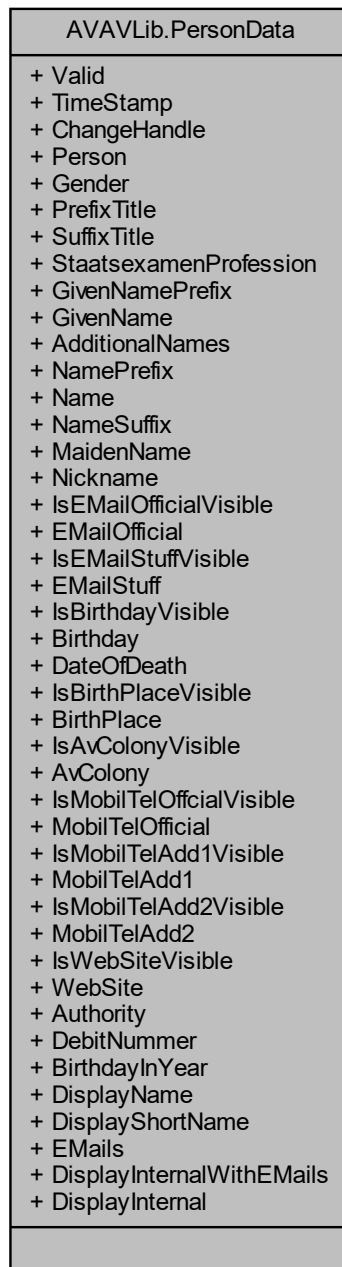 AVAVLib.PersonData
+ Valid
+ TimeStamp
+ ChangeHandle
+ Person
+ Gender
+ PrefixTitle
+ SuffixTitle
+ StaatsexamenProfession
+ GivenNamePrefix
+ GivenName
+ AdditionalNames
+ NamePrefix
+ Name
+ NameSuffix
+ MaidenName
+ Nickname
+ IsEMailOfficialVisible
+ EMailOfficial
+ IsEMailStuffVisible
+ EMailStuff
+ IsBirthdayVisible
+ Birthday
+ DateOfDeath
+ IsBirthPlaceVisible
+ BirthPlace
+ IsAvColonyVisible
+ AvColony
+ IsMobilTelOffcialVisible
+ MobilTelOfficial
+ IsMobilTelAdd1Visible
+ MobilTelAdd1
+ IsMobilTelAdd2Visible
+ MobilTelAdd2
+ IsWebSiteVisible
+ WebSite
+ Authority
+ DebitNummer
+ BirthdayInYear
+ DisplayName
+ DisplayShortName
+ EMails
+ DisplayInternalWithEMails
+ DisplayInternal